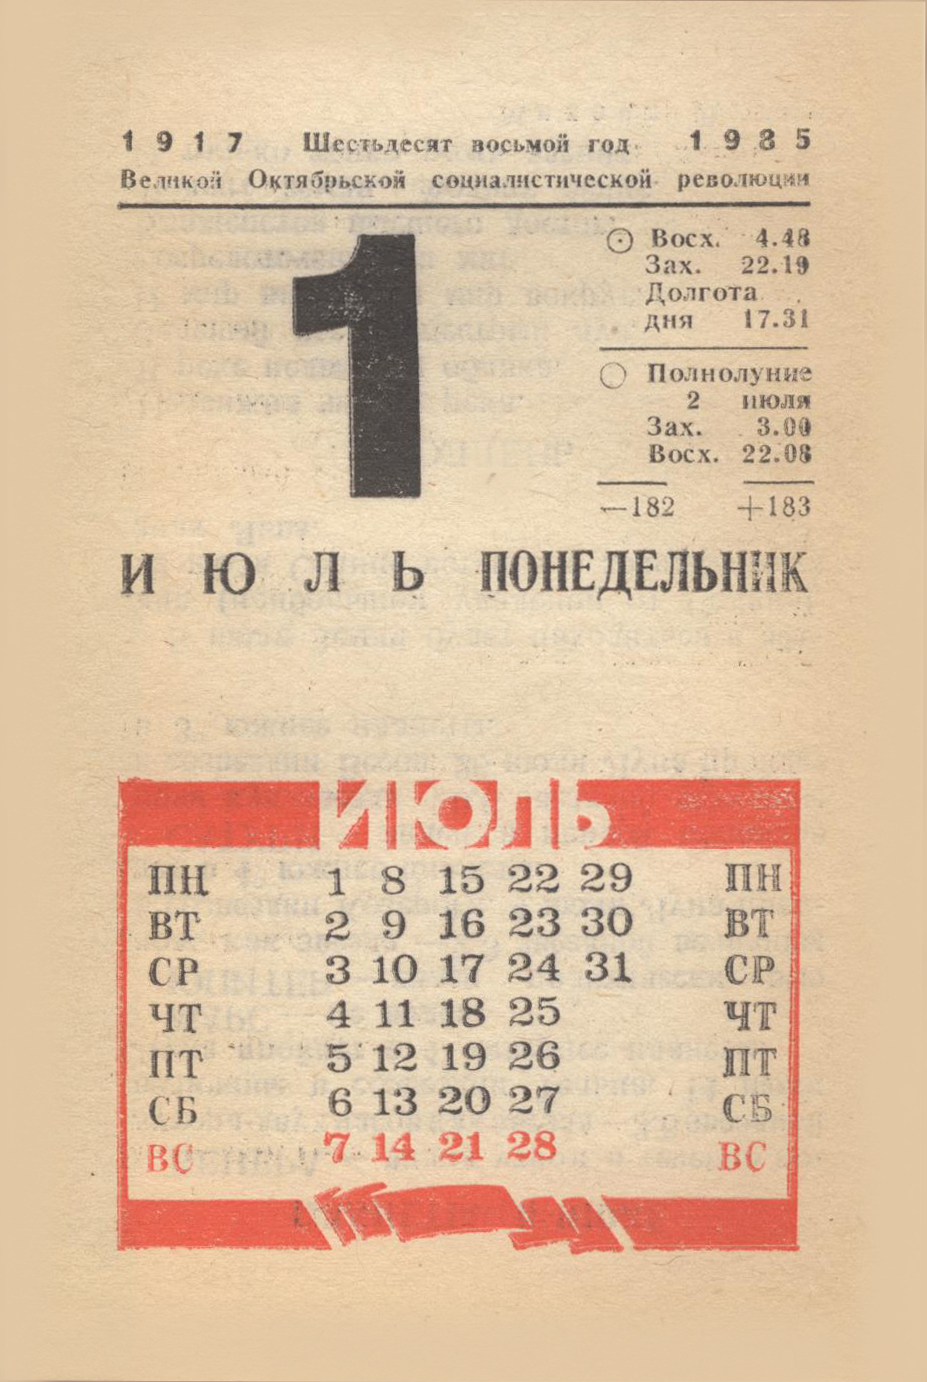 1917 Шестьдесят восьмой год 1985
Великой Октябрьской социалистической революции
1
Восх. 4.48
Зах. 22.19
Долгота
дня 17.31
Полнолуние
2 июля
Зах. 3.00
Восх. 22.08
—182 +183
ИЮЛЬ ПОНЕДЕЛЬНИК
ИЮЛЬ
ПН 1 8 15 22 29 ПН
ВТ 2 9 16 23 30 ВТ
СР 3 10 17 24 31 СР
ЧТ 4 11 18 25 ЧТ
ПТ 5 12 19 26 ПТ
СБ 6 13 20 27 СБ
ВС 7 14 21 28 ВС